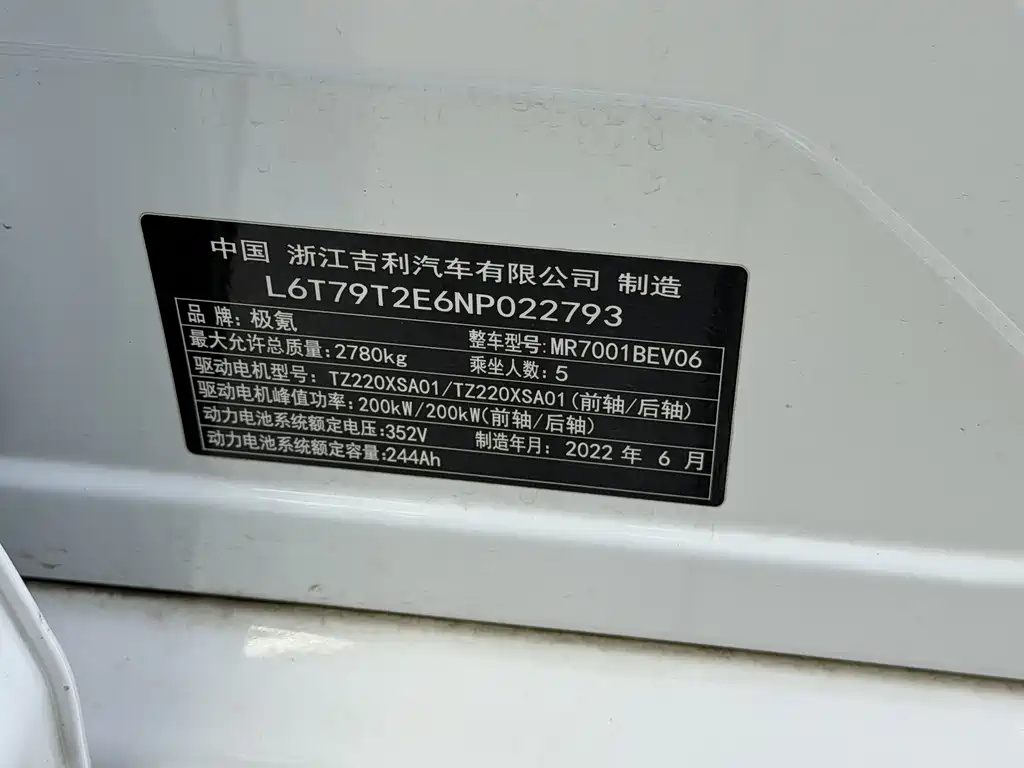 中国 浙江吉利汽车有限公司 制造
L6T79T2E6NP022793
品牌: 极氪 整车型号:MR7001BEV06
最大允许总质量:2780kg 乘坐人数: 5
驱动电机型号: TZ220XSA01/TZ220XSA01(前轴/后轴)
驱动电机峰值功率:200kW/200kW(前轴/后轴)
动力电池系统额定电压:352V 制造年月: 2022 年 6 月
动力电池系统额定容量:244Ah